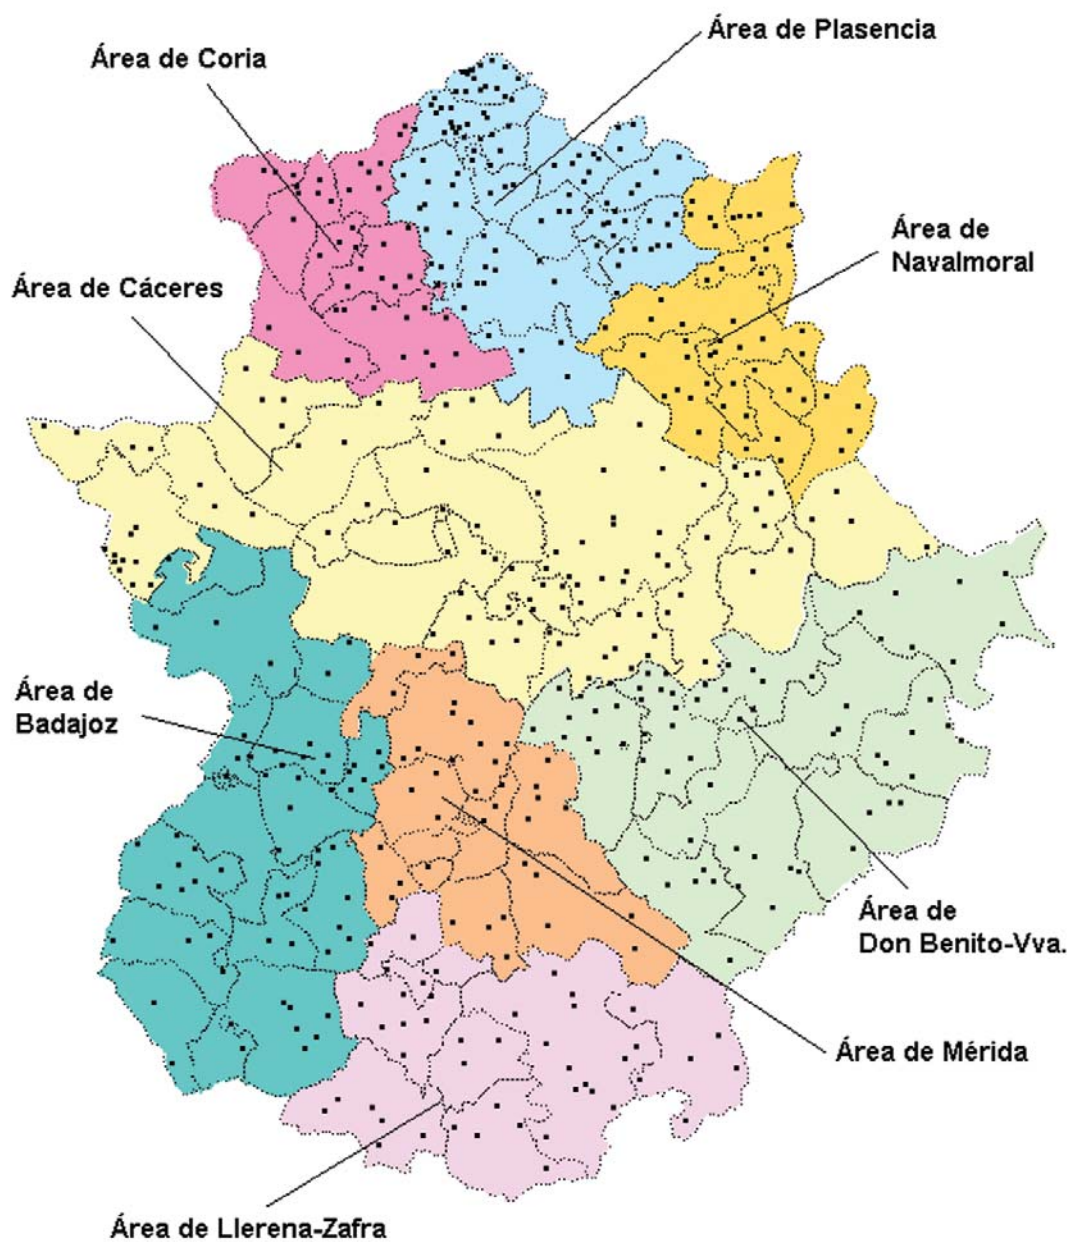 Área de Plasencia
Área de Coria
Área de
Navalmoral
Área de Cáceres
Área de
Badajoz
Área de
Don Benito-Vva.
Área de Mérida
Área de Llerena-Zafra